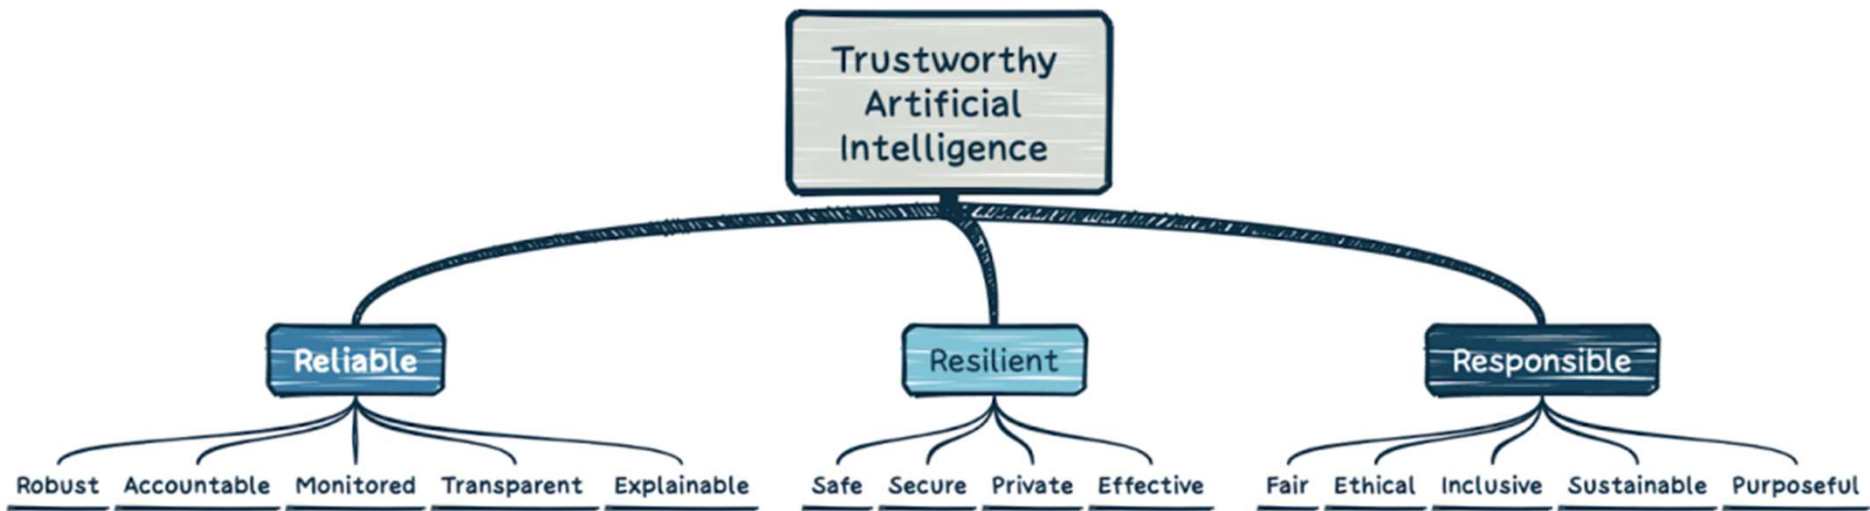 Trustworthy
Artificial
Intelligence
Reliable
Resilient
Responsible
Robust
Accountable
Monitored
Transparent
Explainable
Safe
Secure
Private
Effective
Fair
Ethical
Inclusive
Sustainable
Purposeful